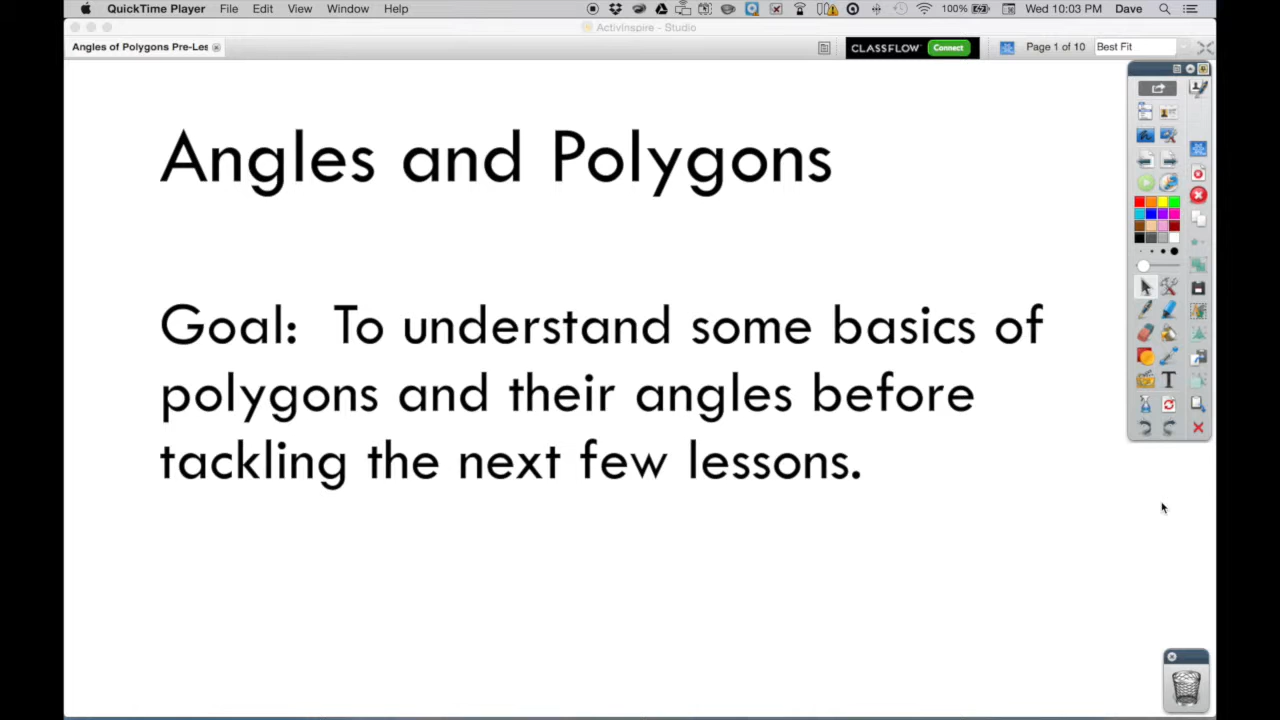 QuickTime Player File Edit View Window Help 100% Wed 10:03 PM Dave
ActivInspire - Studio
Angles of Polygons Pre-Les CLASSFLOW Connect Page 1 of 10 Best Fit
Angles and Polygons
Goal: To understand some basics of
polygons and their angles before
tackling the next few lessons.
T